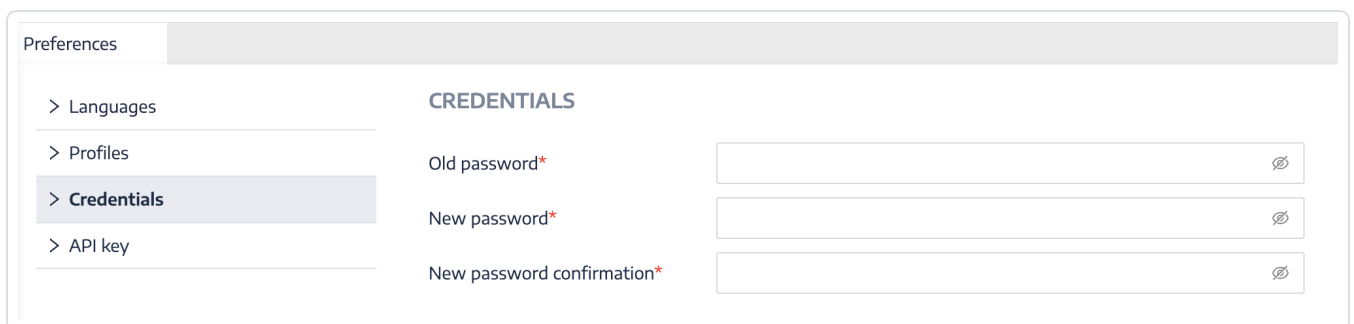 Preferences
Languages
Profiles
Credentials
API key
CREDENTIALS
Old password*
New password*
New password confirmation*